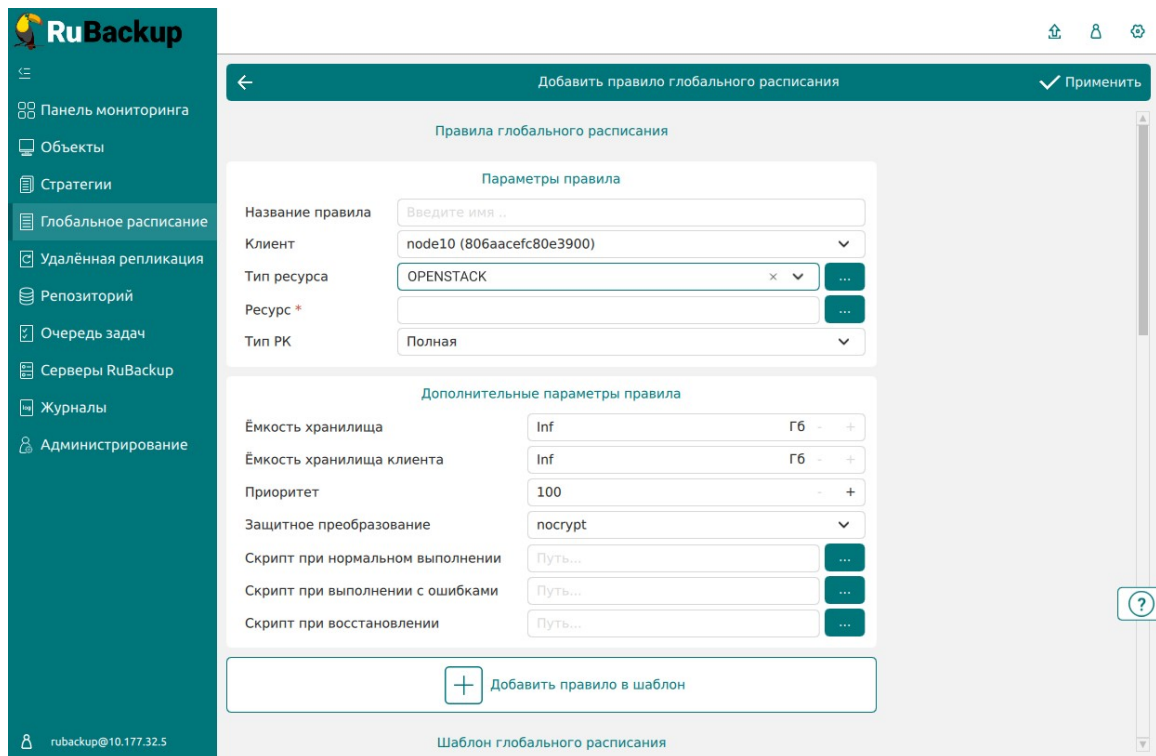 RuBackup
Добавить правило глобального расписания
Применить
Панель мониторинга
Объекты
Стратегии
Глобальное расписание
Удалённая репликация
Репозиторий
Очередь задач
Серверы RuBackup
Журналы
Администрирование
rubackup@10.177.32.5
Правила глобального расписания
Параметры правила
Название правила Введите имя ..
Клиент node10 (806aacefc80e3900)
Тип ресурса OPENSTACK × ...
Ресурс * ...
Тип РК Полная
Дополнительные параметры правила
Ёмкость хранилища Inf Гб - +
Ёмкость хранилища клиента Inf Гб - +
Приоритет 100 - +
Защитное преобразование nocrypt
Скрипт при нормальном выполнении Путь... ...
Скрипт при выполнении с ошибками Путь... ...
Скрипт при восстановлении Путь... ...
Добавить правило в шаблон
Шаблон глобального расписания
?